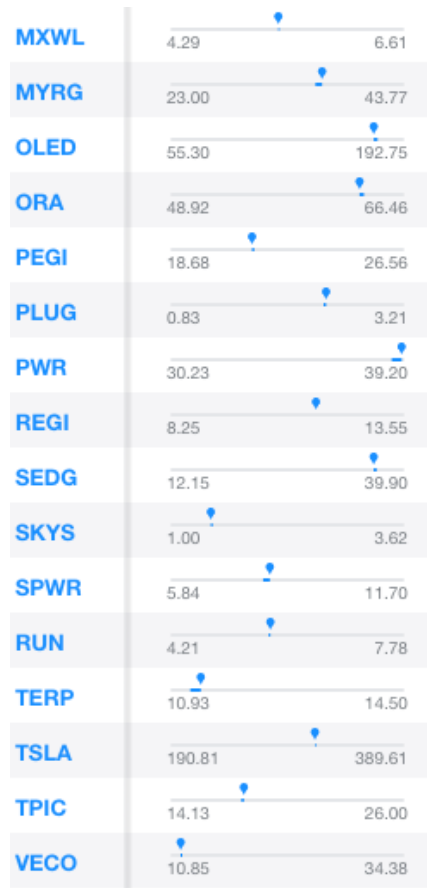 MXWL 4.29 6.61
MYRG 23.00 43.77
OLED 55.30 192.75
ORA 48.92 66.46
PEGI 18.68 26.56
PLUG 0.83 3.21
PWR 30.23 39.20
REGI 8.25 13.55
SEDG 12.15 39.90
SKYS 1.00 3.62
SPWR 5.84 11.70
RUN 4.21 7.78
TERP 10.93 14.50
TSLA 190.81 389.61
TPIC 14.13 26.00
VECO 10.85 34.38